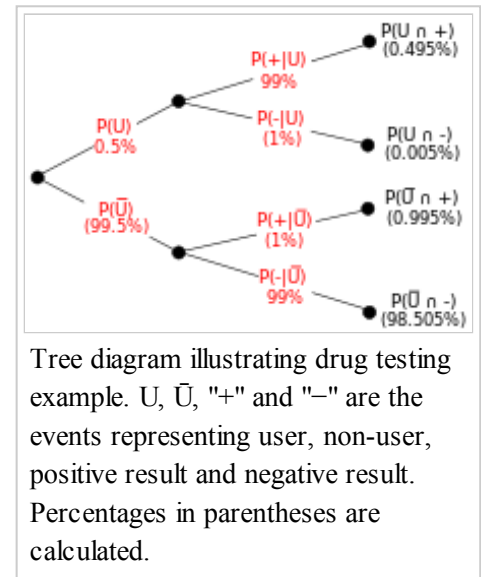 P(U ∩ +)
(0.495%)
P(+|U)
99%
P(-|U)
(1%)
P(U)
0.5%
P(U ∩ -)
(0.005%)
P(Ū)
(99.5%)
P(+|Ū)
(1%)
P(Ū ∩ +)
(0.995%)
P(-|Ū)
99%
P(Ū ∩ -)
(98.505%)
Tree diagram illustrating drug testing
example. U, Ū, "+" and "−" are the
events representing user, non-user,
positive result and negative result.
Percentages in parentheses are
calculated.